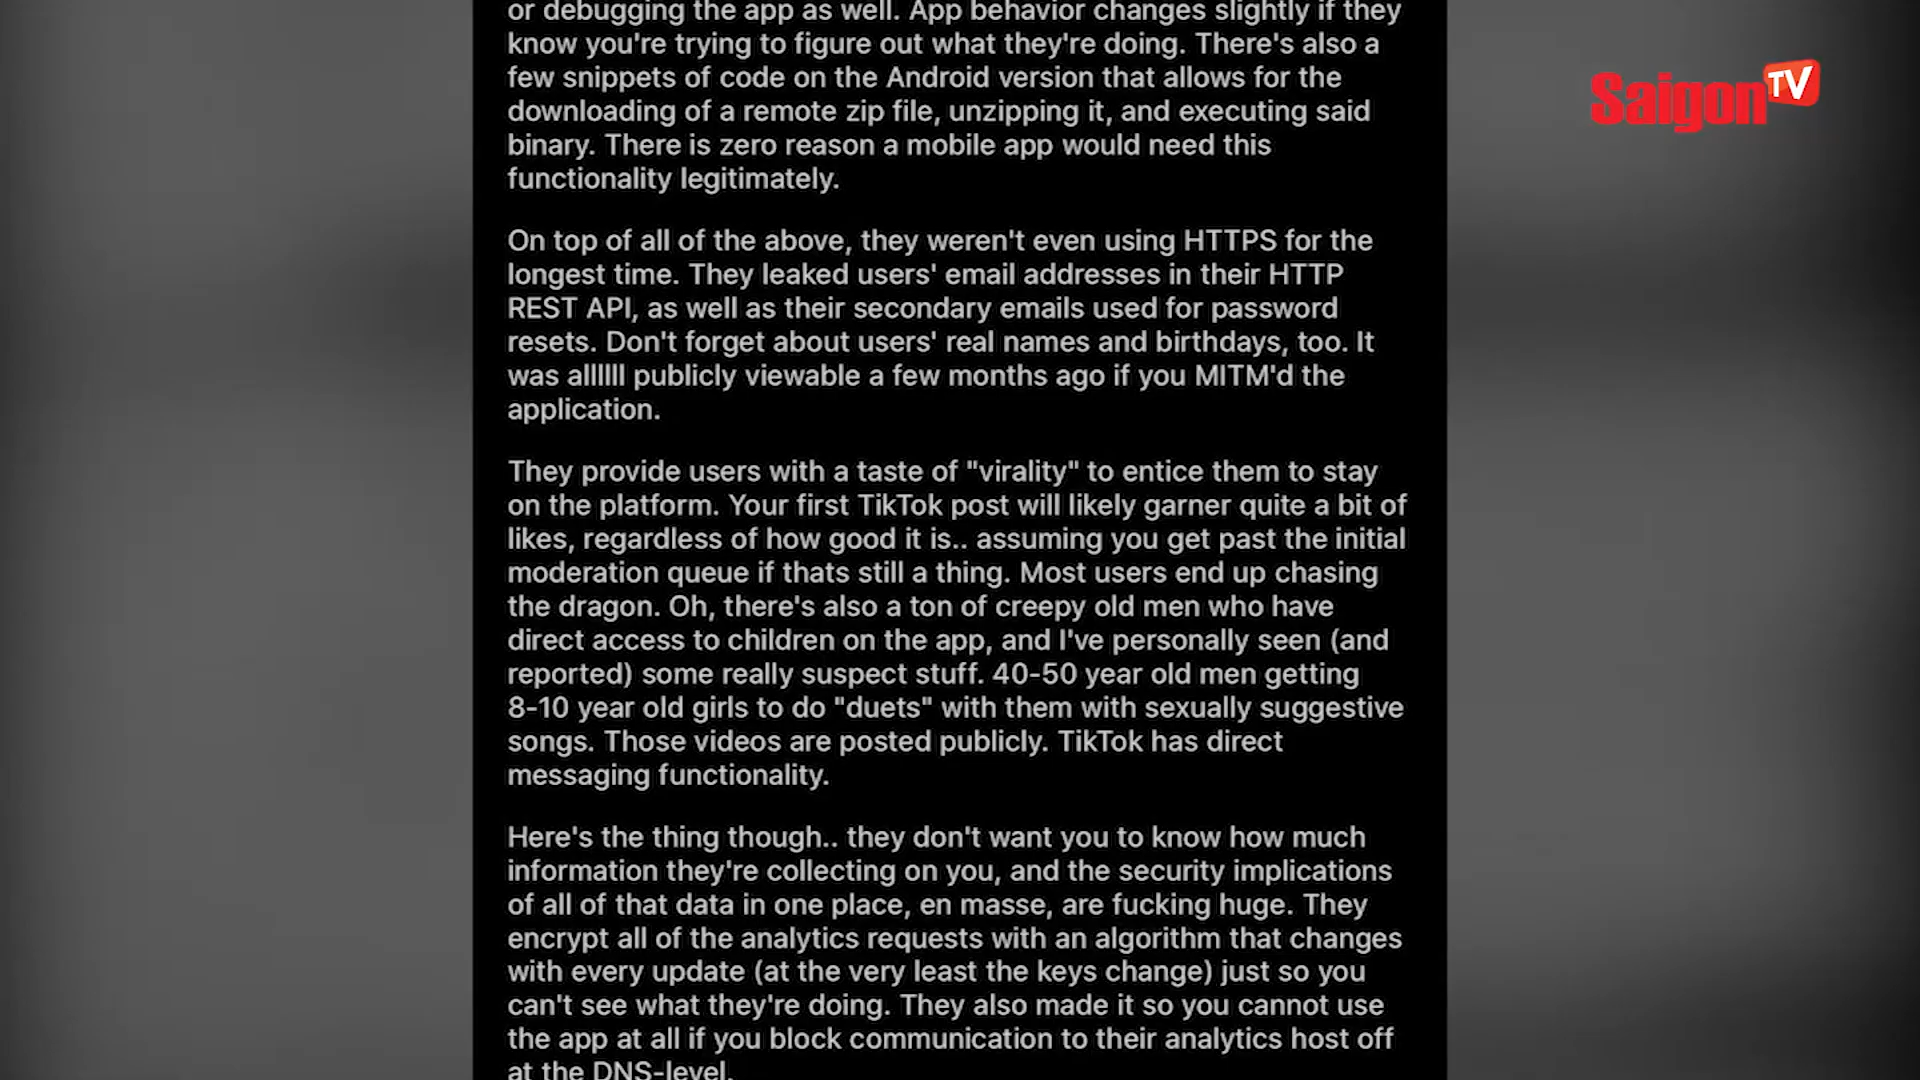 or debugging the app as well. App behavior changes slightly if they
know you're trying to figure out what they're doing. There's also a
few snippets of code on the Android version that allows for the
downloading of a remote zip file, unzipping it, and executing said
binary. There is zero reason a mobile app would need this
functionality legitimately.
On top of all of the above, they weren't even using HTTPS for the
longest time. They leaked users' email addresses in their HTTP
REST API, as well as their secondary emails used for password
resets. Don't forget about users' real names and birthdays, too. It
was allllll publicly viewable a few months ago if you MITM'd the
application.
They provide users with a taste of "virality" to entice them to stay
on the platform. Your first TikTok post will likely garner quite a bit of
likes, regardless of how good it is.. assuming you get past the initial
moderation queue if thats still a thing. Most users end up chasing
the dragon. Oh, there's also a ton of creepy old men who have
direct access to children on the app, and I've personally seen (and
reported) some really suspect stuff. 40-50 year old men getting
8-10 year old girls to do "duets" with them with sexually suggestive
songs. Those videos are posted publicly. TikTok has direct
messaging functionality.
Here's the thing though.. they don't want you to know how much
information they're collecting on you, and the security implications
of all of that data in one place, en masse, are fucking huge. They
encrypt all of the analytics requests with an algorithm that changes
with every update (at the very least the keys change) just so you
can't see what they're doing. They also made it so you cannot use
the app at all if you block communication to their analytics host off
at the DNS-level.
Saigon TV